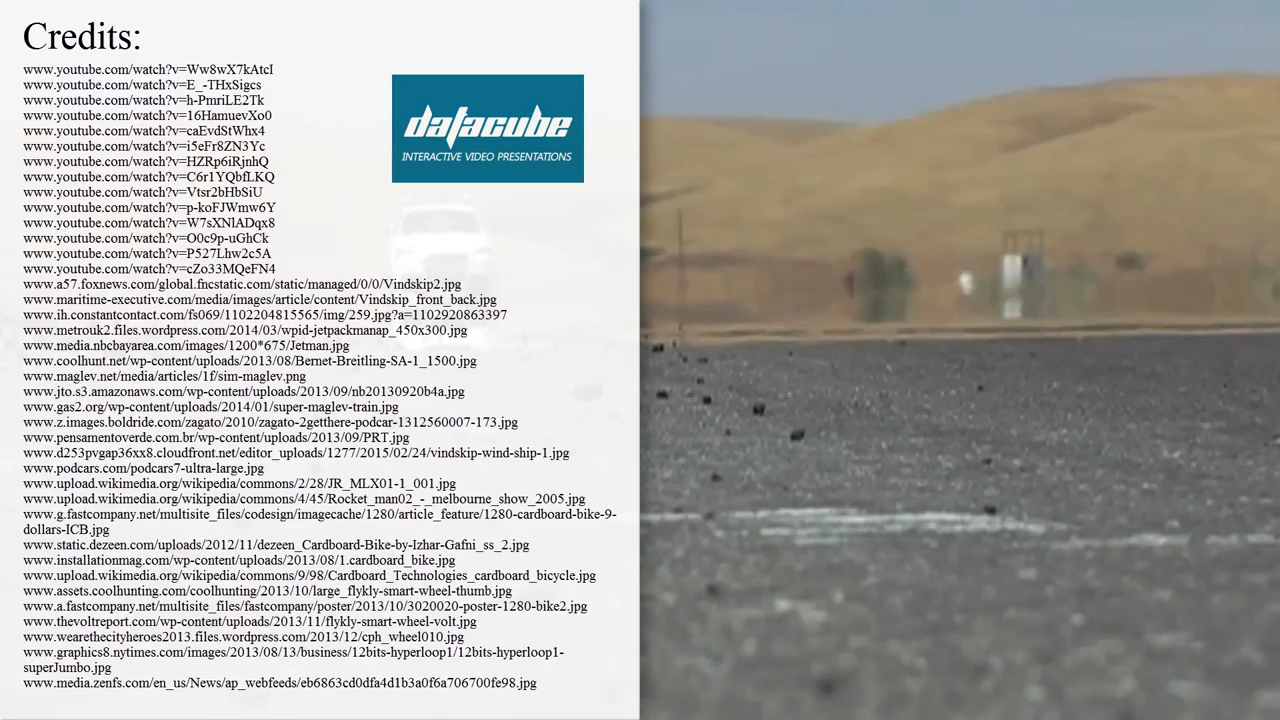 Credits:
www.youtube.com/watch?v=Ww8wX7kAtcI
www.youtube.com/watch?v=E_-THxSigcs
www.youtube.com/watch?v=h-PmriLE2Tk
www.youtube.com/watch?v=16HamuevXo0
www.youtube.com/watch?v=caEvdStWhx4
www.youtube.com/watch?v=i5eFr8ZN3Yc
www.youtube.com/watch?v=HZRp6iRjnhQ
www.youtube.com/watch?v=C6r1YQbfLKQ
www.youtube.com/watch?v=Vtsr2bHbSiU
www.youtube.com/watch?v=p-koFJWmw6Y
www.youtube.com/watch?v=W7sXNlADqx8
www.youtube.com/watch?v=O0c9p-uGhCk
www.youtube.com/watch?v=P527Lhw2c5A
www.youtube.com/watch?v=cZo33MQeFN4
www.a57.foxnews.com/global.fncstatic.com/static/managed/0/0/Vindskip2.jpg
www.maritime-executive.com/media/images/article/content/Vindskip_front_back.jpg
www.ih.constantcontact.com/fs069/1102204815565/img/259.jpg?a=1102920863397
www.metrouk2.files.wordpress.com/2014/03/wpid-jetpackmanap_450x300.jpg
www.media.nbcbayarea.com/images/1200*675/Jetman.jpg
www.coolhunt.net/wp-content/uploads/2013/08/Bernet-Breitling-SA-1_1500.jpg
www.maglev.net/media/articles/1f/sim-maglev.png
www.jto.s3.amazonaws.com/wp-content/uploads/2013/09/nb20130920b4a.jpg
www.gas2.org/wp-content/uploads/2014/01/super-maglev-train.jpg
www.z.images.boldride.com/zagato/2010/zagato-2getthere-podcar-1312560007-173.jpg
www.pensamentoverde.com.br/wp-content/uploads/2013/09/PRT.jpg
www.d253pvgap36xx8.cloudfront.net/editor_uploads/1277/2015/02/24/vindskip-wind-ship-1.jpg
www.podcars.com/podcars7-ultra-large.jpg
www.upload.wikimedia.org/wikipedia/commons/2/28/JR_MLX01-1_001.jpg
www.upload.wikimedia.org/wikipedia/commons/4/45/Rocket_man02_-_melbourne_show_2005.jpg
www.g.fastcompany.net/multisite_files/codesign/imagecache/1280/article_feature/1280-cardboard-bike-9-
dollars-ICB.jpg
www.static.dezeen.com/uploads/2012/11/dezeen_Cardboard-Bike-by-Izhar-Gafni_ss_2.jpg
www.installationmag.com/wp-content/uploads/2013/08/1.cardboard_bike.jpg
www.upload.wikimedia.org/wikipedia/commons/9/98/Cardboard_Technologies_cardboard_bicycle.jpg
www.assets.coolhunting.com/coolhunting/2013/10/large_flykly-smart-wheel-thumb.jpg
www.a.fastcompany.net/multisite_files/fastcompany/poster/2013/10/3020020-poster-1280-bike2.jpg
www.thevoltreport.com/wp-content/uploads/2013/11/flykly-smart-wheel-volt.jpg
www.wearethecityheroes2013.files.wordpress.com/2013/12/cph_wheel010.jpg
www.graphics8.nytimes.com/images/2013/08/13/business/12bits-hyperloop1/12bits-hyperloop1-
superJumbo.jpg
www.media.zenfs.com/en_us/News/ap_webfeeds/eb6863cd0dfa4d1b3a0f6a706700fe98.jpg
datacube
INTERACTIVE VIDEO PRESENTATIONS